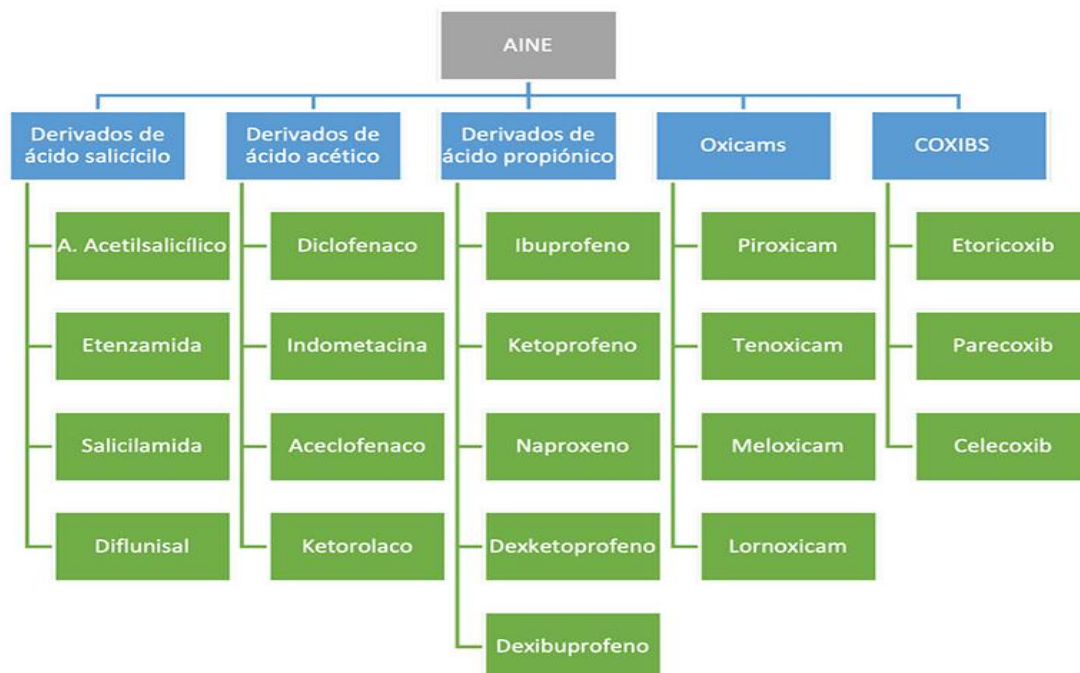 AINE
Derivados de
ácido salicícilo
Derivados de
ácido acético
Derivados de
ácido propiónico
Oxicams
COXIBS
A. Acetilsalicílico
Diclofenaco
Ibuprofeno
Piroxicam
Etoricoxib
Etenzamida
Indometacina
Ketoprofeno
Tenoxicam
Parecoxib
Salicilamida
Aceclofenaco
Naproxeno
Meloxicam
Celecoxib
Diflunisal
Ketorolaco
Dexketoprofeno
Lornoxicam
Dexibuprofeno